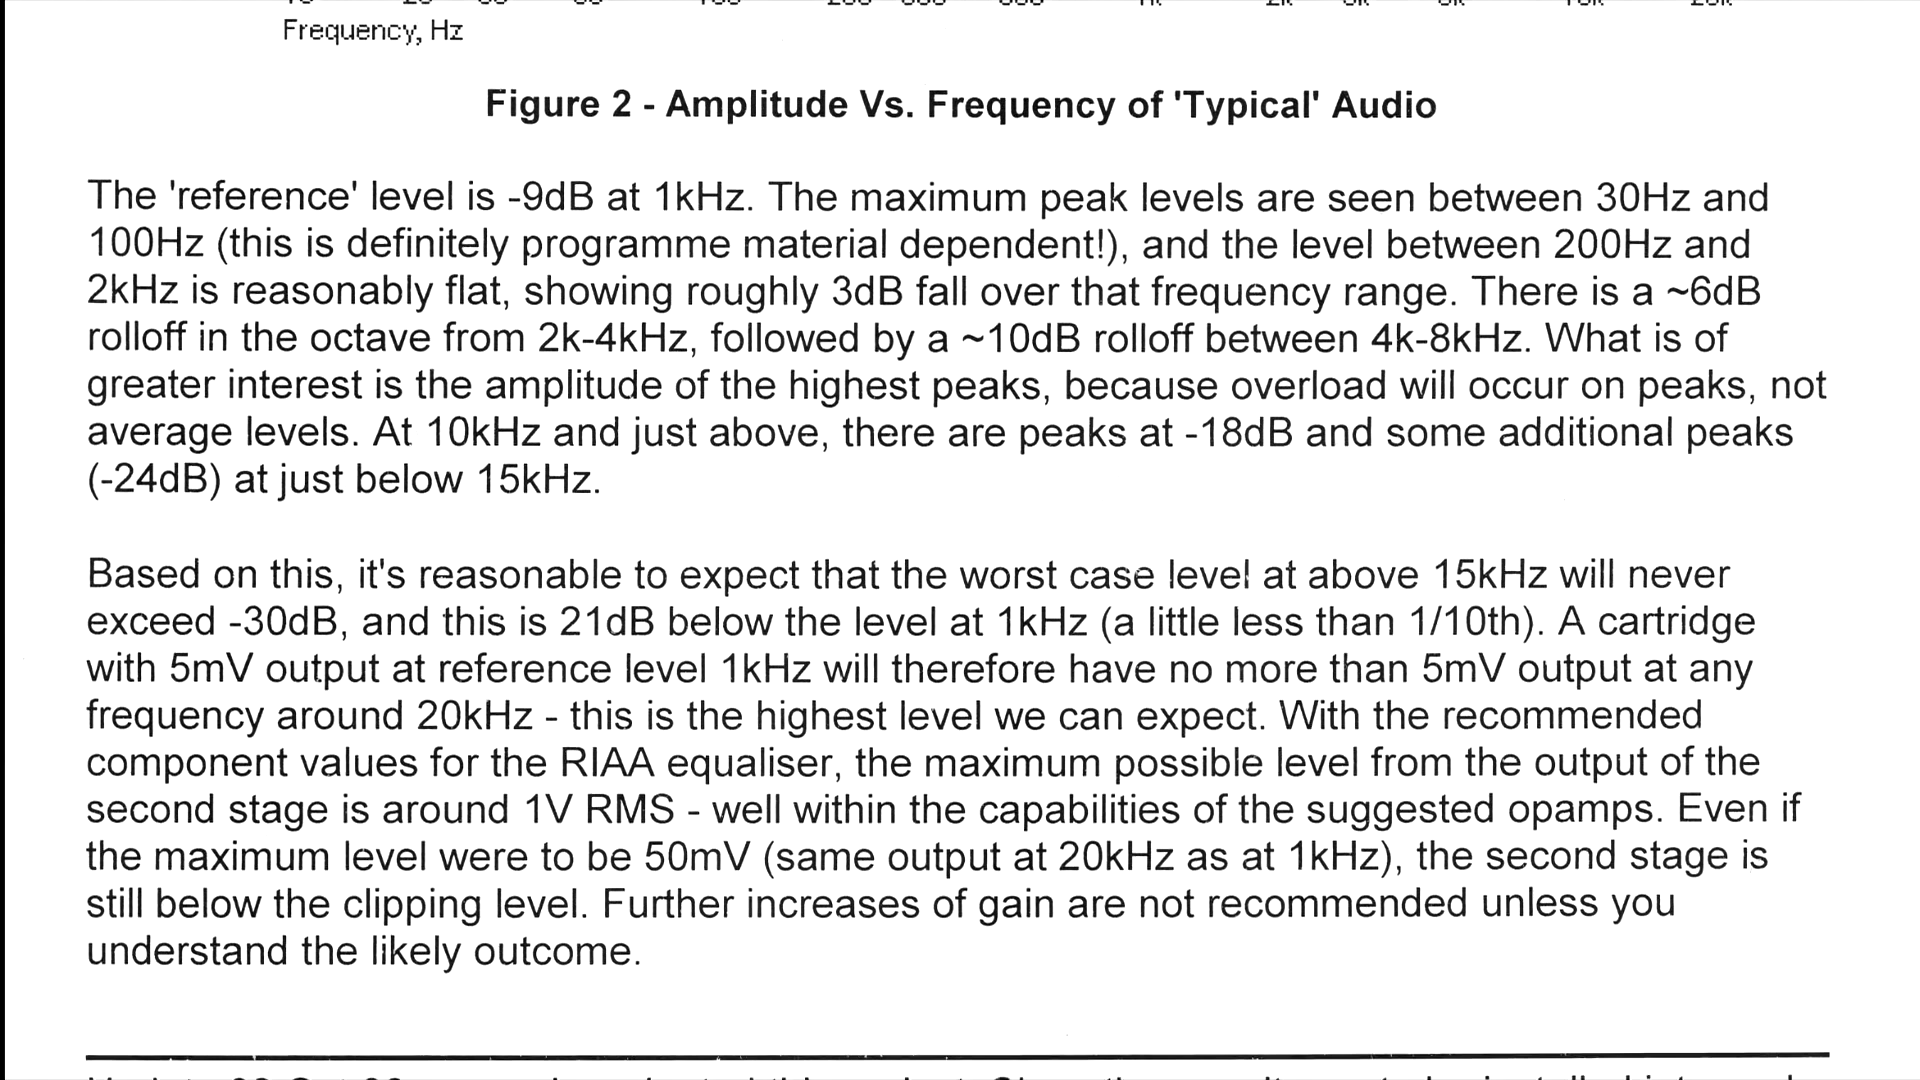 Frequency, Hz
Figure 2 - Amplitude Vs. Frequency of 'Typical' Audio
The 'reference' level is -9dB at 1kHz. The maximum peak levels are seen between 30Hz and
100Hz (this is definitely programme material dependent!), and the level between 200Hz and
2kHz is reasonably flat, showing roughly 3dB fall over that frequency range. There is a ~6dB
rolloff in the octave from 2k-4kHz, followed by a ~10dB rolloff between 4k-8kHz. What is of
greater interest is the amplitude of the highest peaks, because overload will occur on peaks, not
average levels. At 10kHz and just above, there are peaks at -18dB and some additional peaks
(-24dB) at just below 15kHz.
Based on this, it's reasonable to expect that the worst case level at above 15kHz will never
exceed -30dB, and this is 21dB below the level at 1kHz (a little less than 1/10th). A cartridge
with 5mV output at reference level 1kHz will therefore have no more than 5mV output at any
frequency around 20kHz - this is the highest level we can expect. With the recommended
component values for the RIAA equaliser, the maximum possible level from the output of the
second stage is around 1V RMS - well within the capabilities of the suggested opamps. Even if
the maximum level were to be 50mV (same output at 20kHz as at 1kHz), the second stage is
still below the clipping level. Further increases of gain are not recommended unless you
understand the likely outcome.